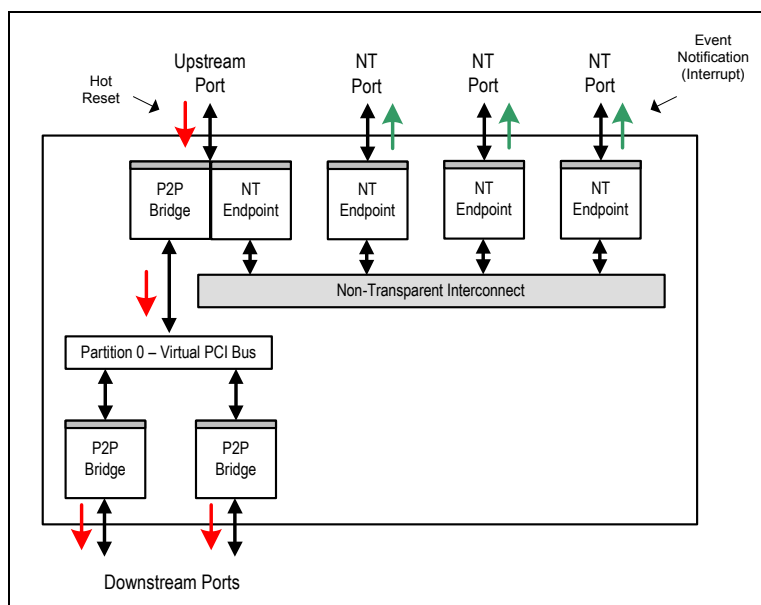 Upstream
Port
NT
Port
NT
Port
NT
Port
Event
Notification
(Interrupt)
Hot
Reset
P2P
Bridge
NT
Endpoint
NT
Endpoint
NT
Endpoint
NT
Endpoint
Non-Transparent Interconnect
Partition 0 – Virtual PCI Bus
P2P
Bridge
P2P
Bridge
Downstream Ports